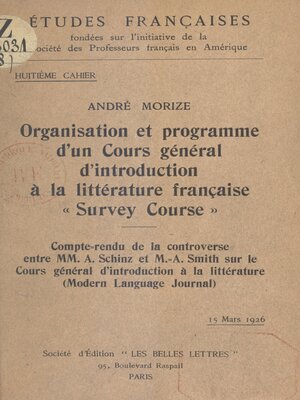 ÉTUDES FRANÇAISES
fondées sur l'initiative de la
Société des Professeurs français en Amérique
HUITIÈME CAHIER
ANDRÉ MORIZE
Organisation et programme
d'un Cours général
d'introduction
à la littérature française
« Survey Course »
Compte-rendu de la controverse
entre MM. A. Schinz et M.-A. Smith sur le
Cours général d'introduction à la littérature
(Modern Language Journal)
15 Mars 1926
Société d'Édition "LES BELLES LETTRES"
95, Boulevard Raspail
PARIS